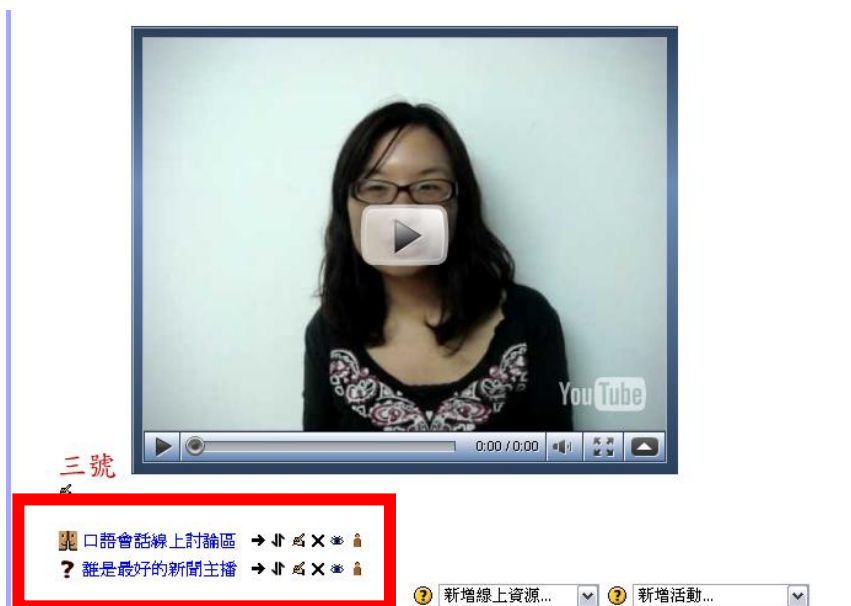 YouTube
0:00 / 0:00
三號
口語會話線上討論區
誰是最好的新聞主播
新增線上資源... 新增活動...